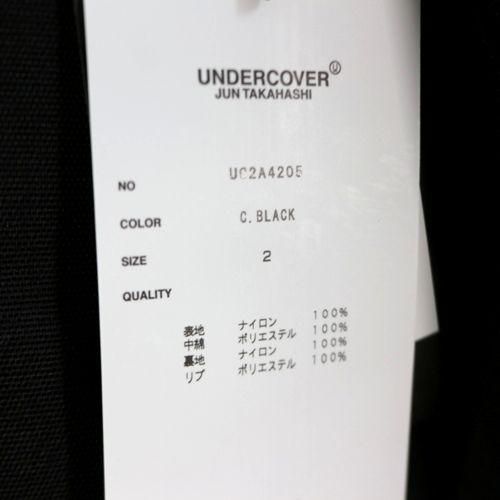 UNDERCOVER Ⓤ
JUN TAKAHASHI
NO UC2A4205
COLOR C.BLACK
SIZE 2
QUALITY
表地 ナイロン 100%
中綿 ポリエステル 100%
裏地 ナイロン 100%
リブ ポリエステル 100%